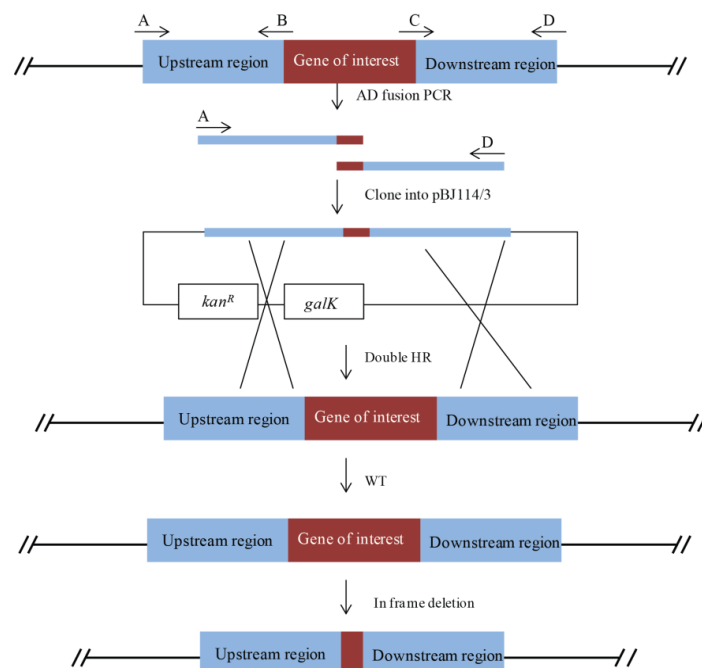 A B C D
Upstream region Gene of interest Downstream region
AD fusion PCR
A
D
Clone into pBJ114/3
kanR galK
Double HR
Upstream region Gene of interest Downstream region
WT
Upstream region Gene of interest Downstream region
In frame deletion
Upstream region Downstream region